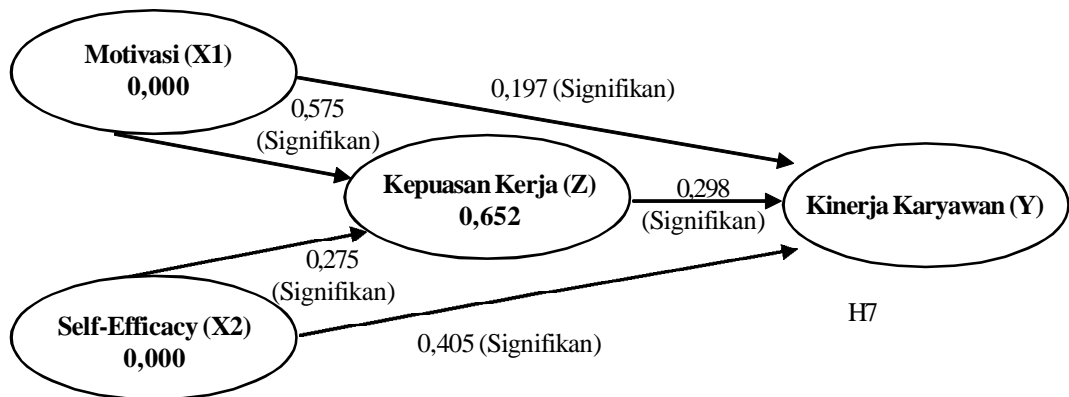 Motivasi (X1)
0,000
0,197 (Signifikan)
0,575
(Signifikan)
Kepuasan Kerja (Z)
0,652
0,298
(Signifikan)
Kinerja Karyawan (Y)
0,275
(Signifikan)
Self-Efficacy (X2)
0,000
0,405 (Signifikan)
H7